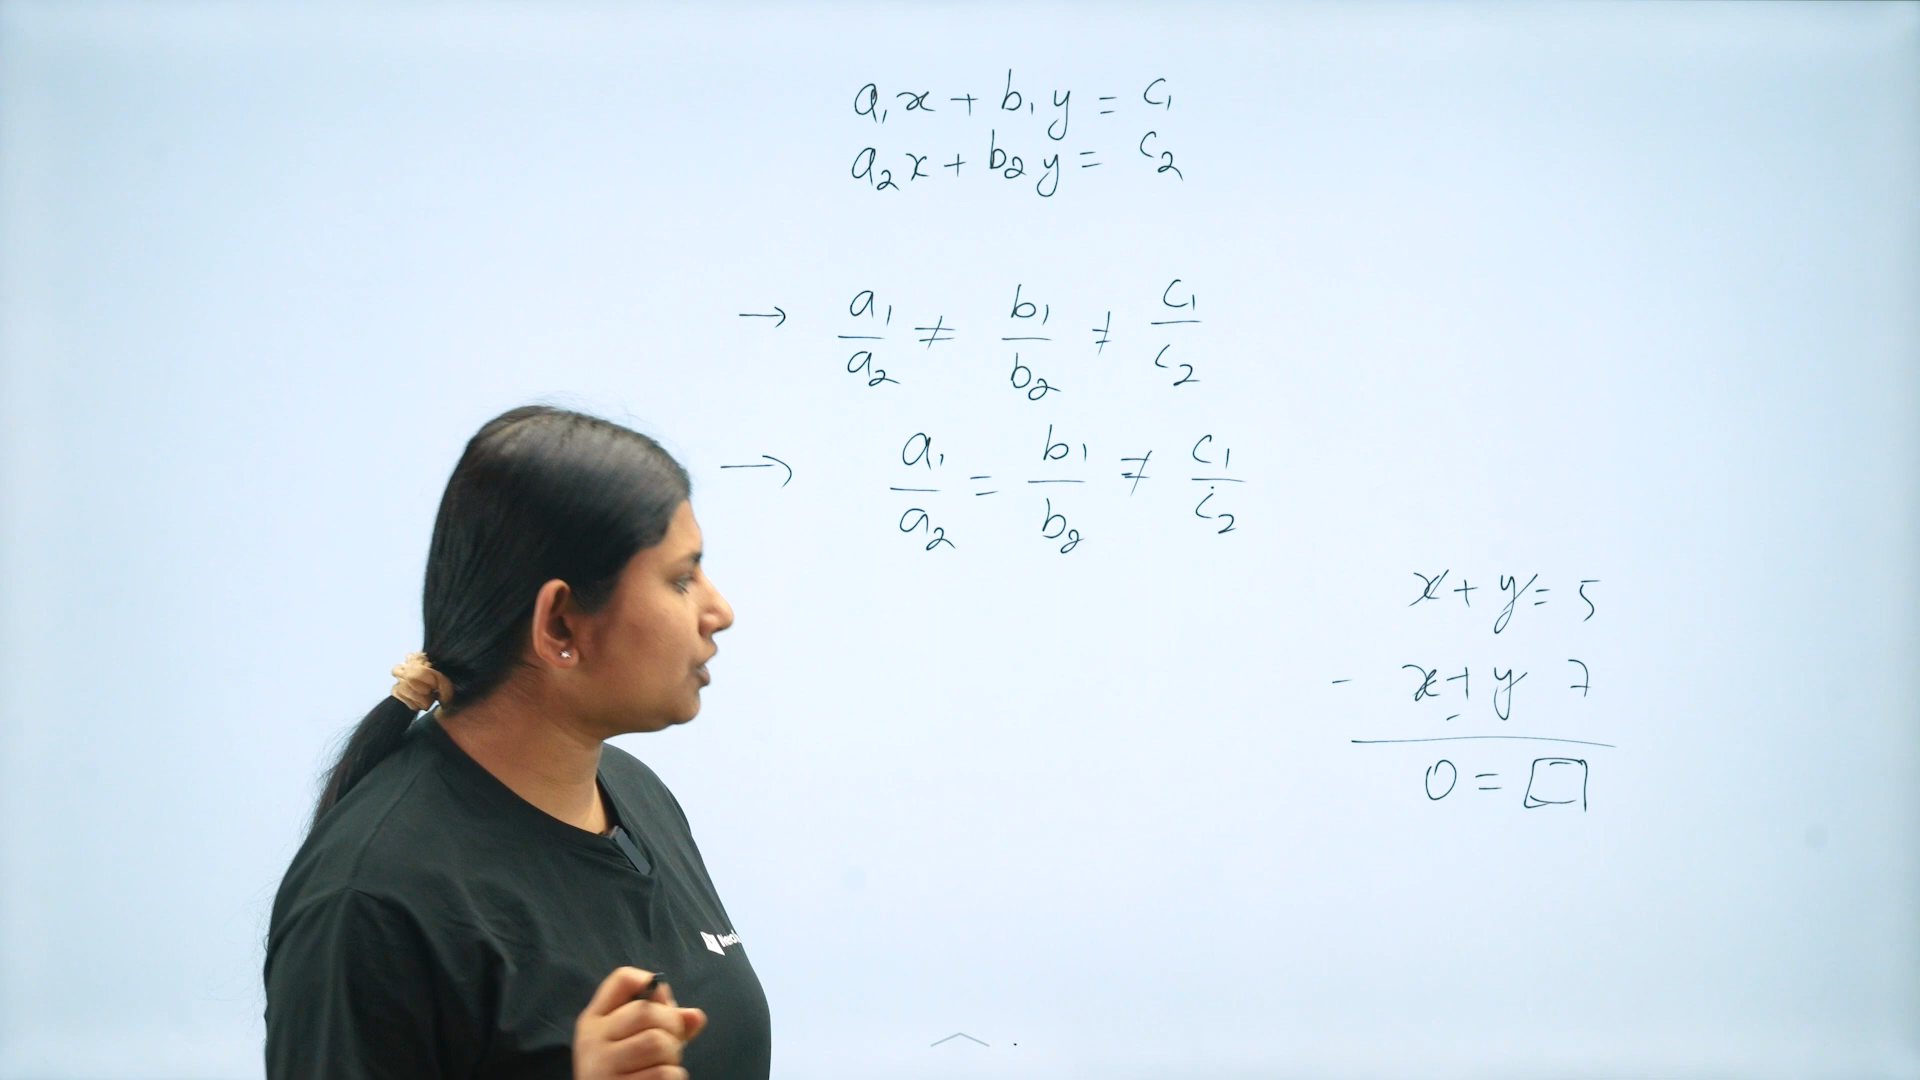 a₁x + b₁y = c₁
a₂x + b₂y = c₂
→ a₁/a₂ ≠ b₁/b₂ ≠ c₁/c₂
→ a₁/a₂ = b₁/b₂ ≠ c₁/c₂
x + y = 5
- x + y 7
0 = □